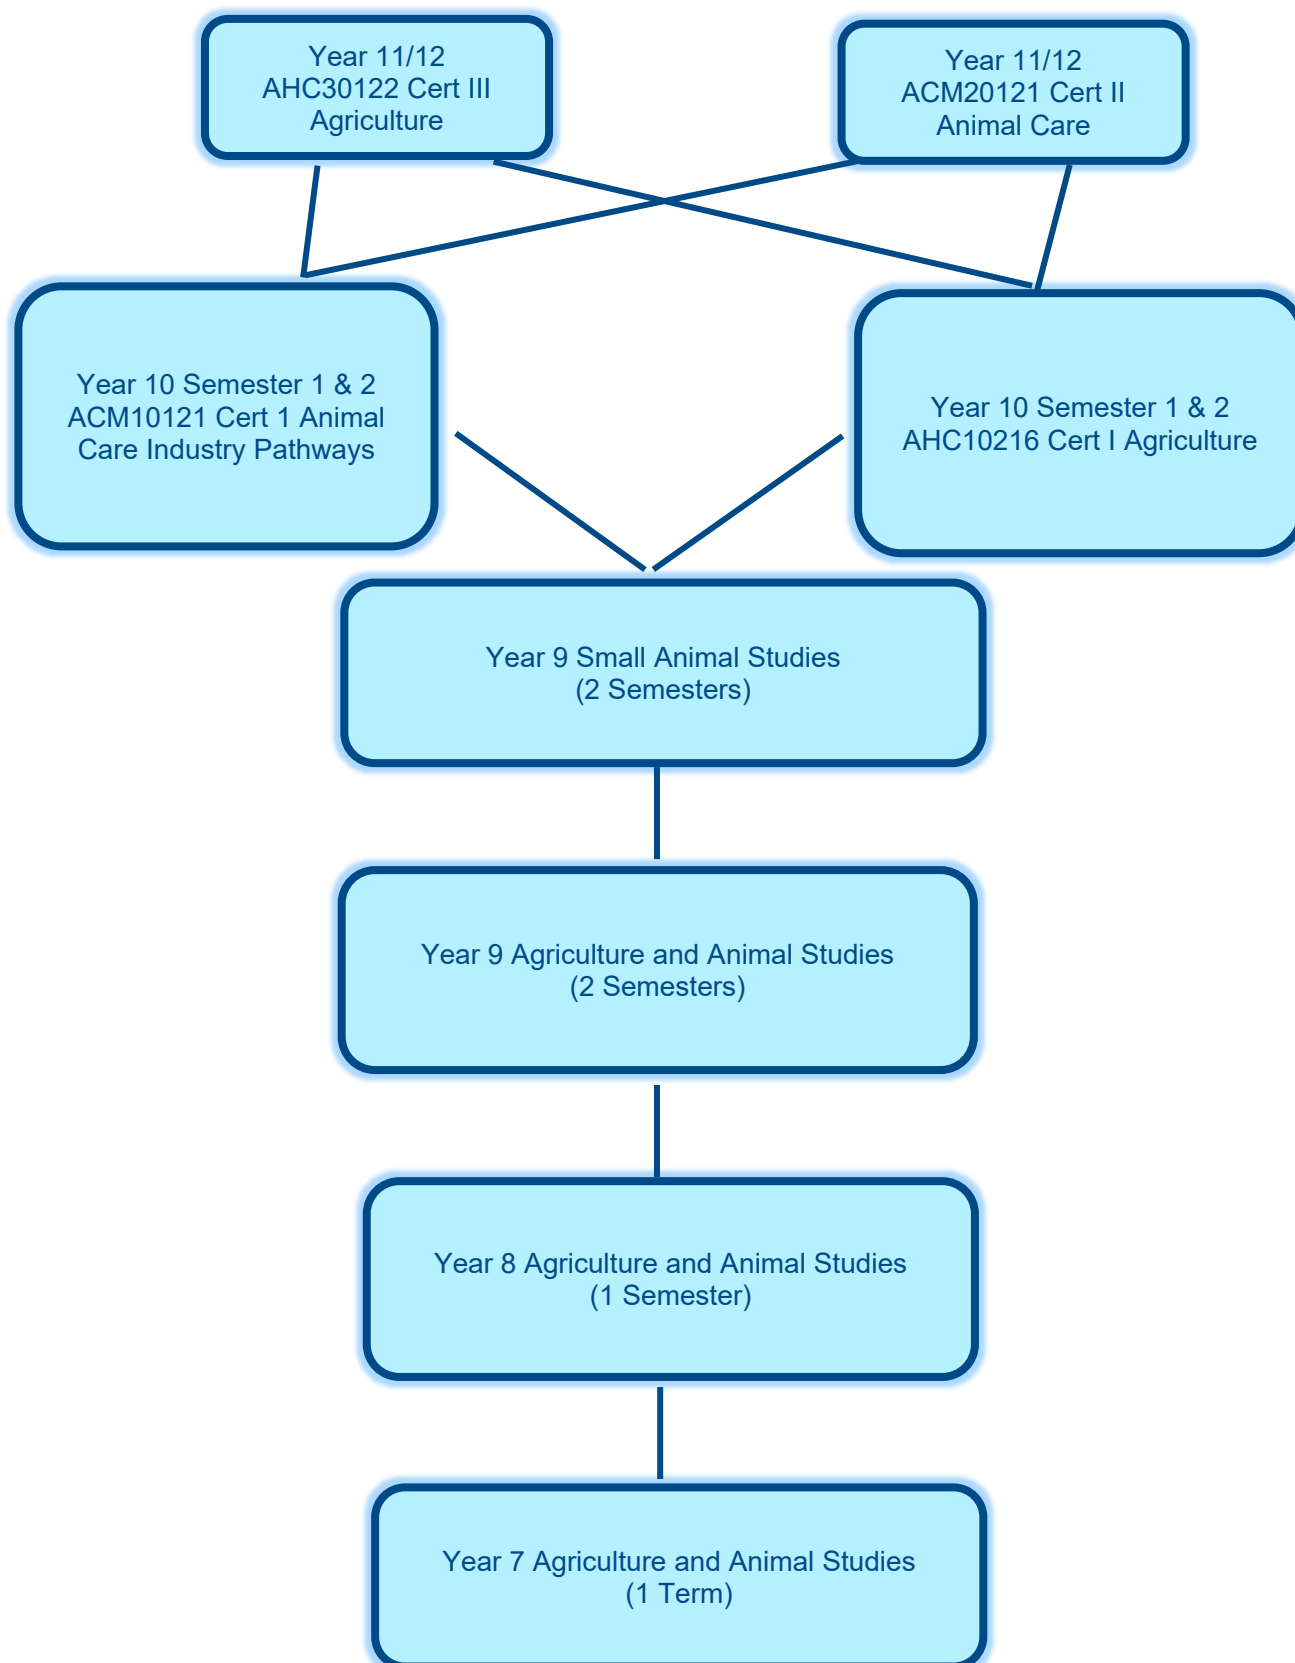 Year 11/12
AHC30122 Cert III
Agriculture
Year 11/12
ACM20121 Cert II
Animal Care
Year 10 Semester 1 & 2
ACM10121 Cert 1 Animal
Care Industry Pathways
Year 10 Semester 1 & 2
AHC10216 Cert I Agriculture
Year 9 Small Animal Studies
(2 Semesters)
Year 9 Agriculture and Animal Studies
(2 Semesters)
Year 8 Agriculture and Animal Studies
(1 Semester)
Year 7 Agriculture and Animal Studies
(1 Term)